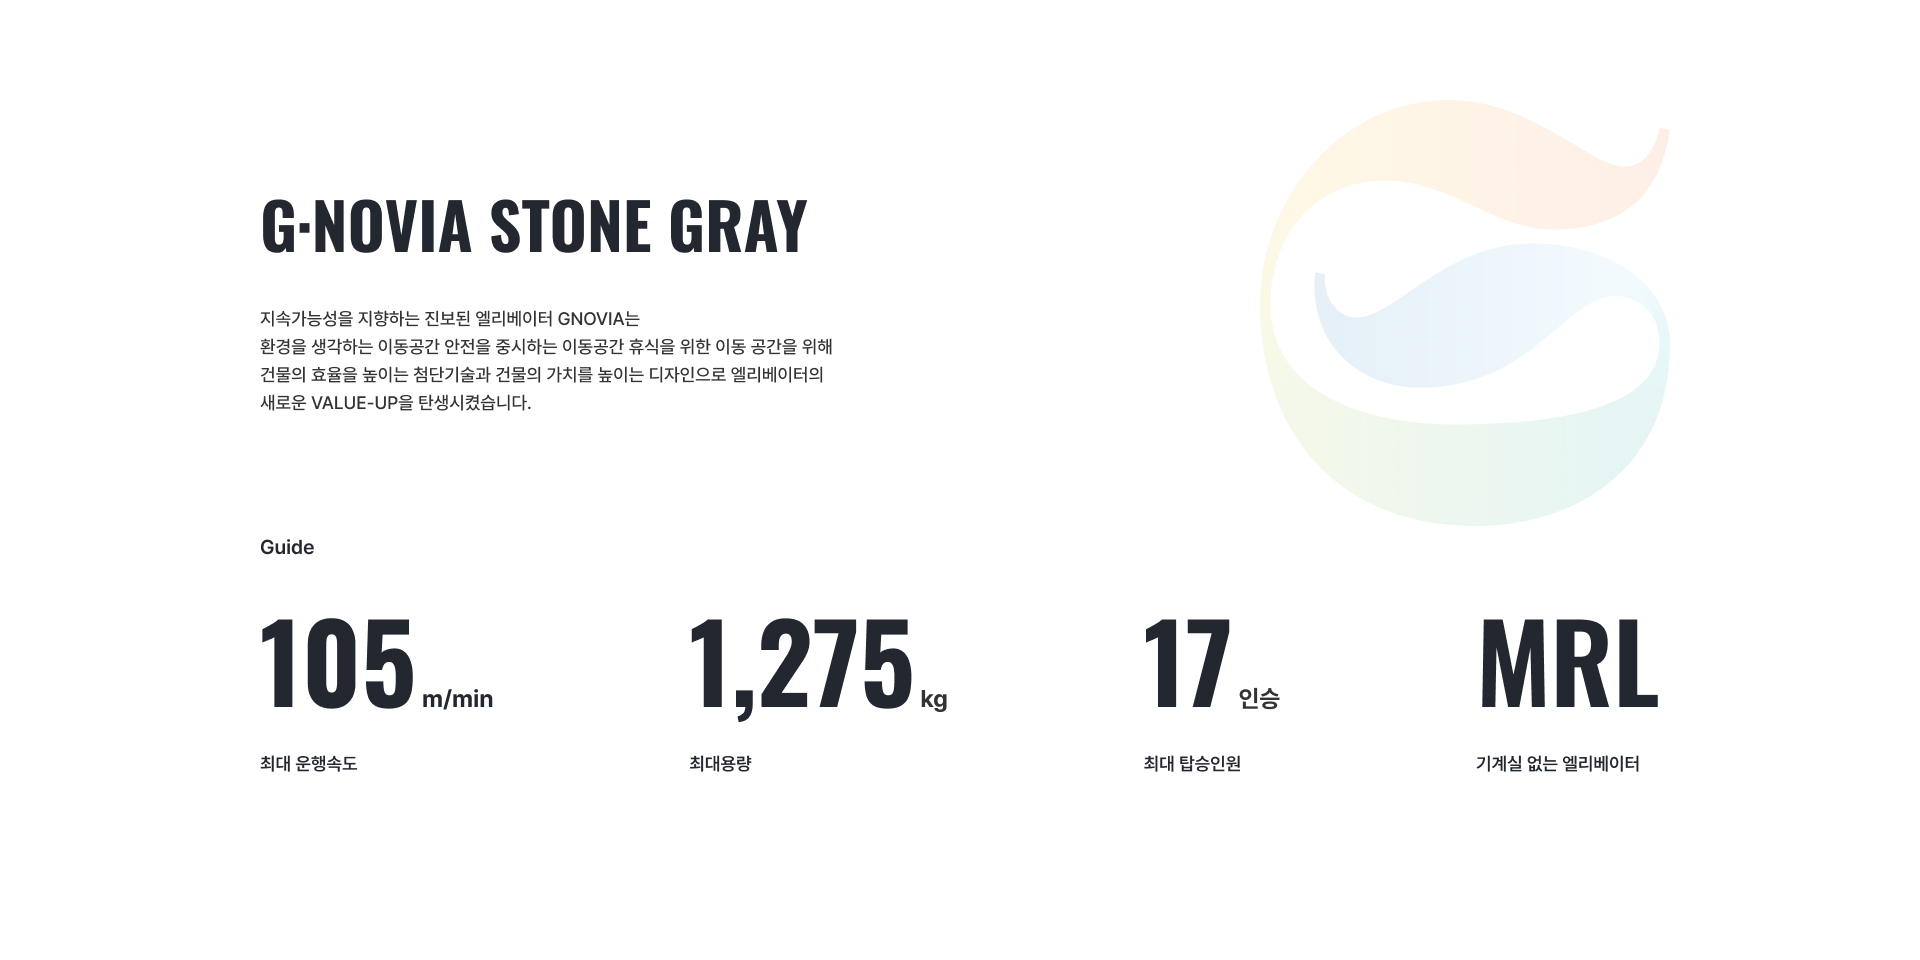 G·NOVIA STONE GRAY
지속가능성을 지향하는 진보된 엘리베이터 GNOVIA는
환경을 생각하는 이동공간 안전을 중시하는 이동공간 휴식을 위한 이동 공간을 위해
건물의 효율을 높이는 첨단기술과 건물의 가치를 높이는 디자인으로 엘리베이터의
새로운 VALUE-UP을 탄생시켰습니다.
Guide
105 m/min
최대 운행속도
1,275 kg
최대용량
17 인승
최대 탑승인원
MRL
기계실 없는 엘리베이터